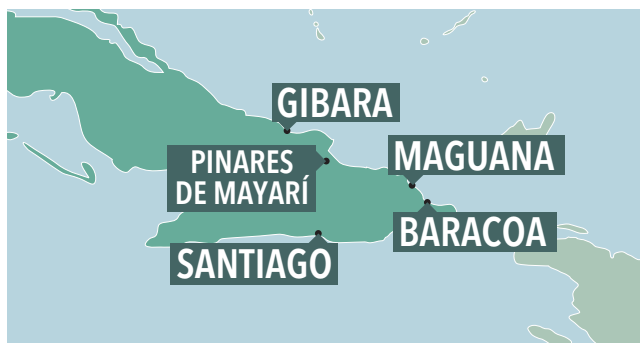 GIBARA
PINARES
DE MAYARÍ
MAGUANA
BARACOA
SANTIAGO